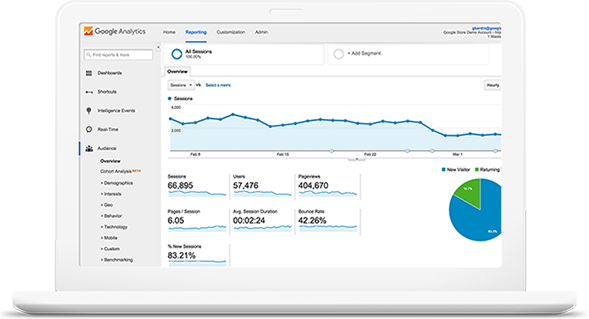 Google Analytics
Home Reporting Customization Admin
Google Store Demo Account - http
Find reports & more
Dashboards
Shortcuts
Intelligence Events
Real-Time
Audience
Overview
Cohort Analysis BETA
Demographics
Interests
Geo
Behavior
Technology
Mobile
Custom
Benchmarking
All Sessions
100.00%
+ Add Segment
Overview
Sessions VS. Select a metric
Hourly
Sessions
4,000
2,000
Feb 8 Feb 15 Feb 22 Mar 1
Sessions
66,895
Users
57,476
Pageviews
404,670
Pages / Session
6.05
Avg. Session Duration
00:02:24
Bounce Rate
42.26%
% New Sessions
83.21%
New Visitor Returning